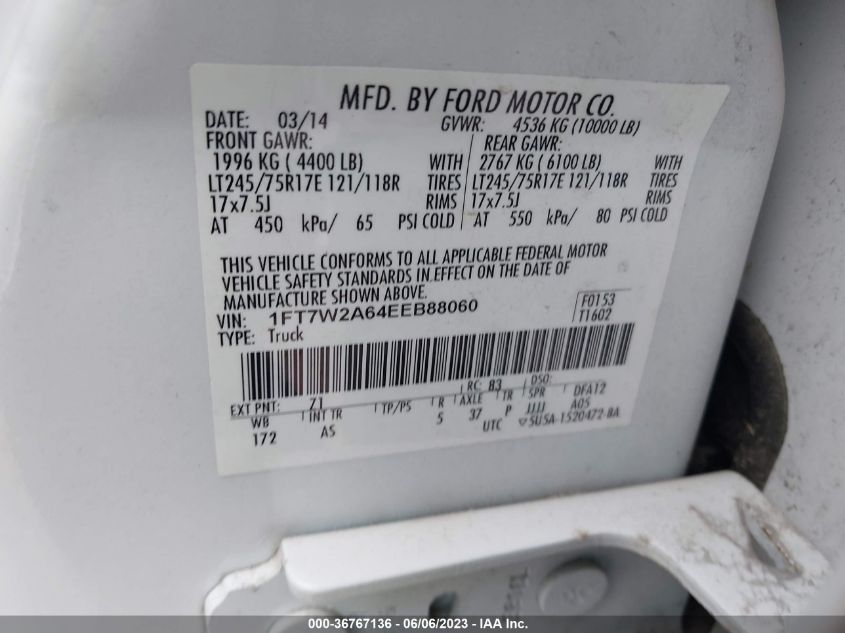 MFD. BY FORD MOTOR CO.
DATE: 03/14 GVWR: 4536 KG (10000 LB)
FRONT GAWR: REAR GAWR:
1996 KG ( 4400 LB) WITH 2767 KG ( 6100 LB) WITH
LT245/75R17E 121/118R TIRES LT245/75R17E 121/118R TIRES
17x7.5J RIMS 17x7.5J RIMS
AT 450 kPa/ 65 PSI COLD AT 550 kPa/ 80 PSI COLD
THIS VEHICLE CONFORMS TO ALL APPLICABLE FEDERAL MOTOR
VEHICLE SAFETY STANDARDS IN EFFECT ON THE DATE OF
MANUFACTURE SHOWN ABOVE.
VIN: 1FT7W2A64EEB88060 F0153
TYPE: Truck T1602
EXT PNT: Z1 RC: 83 DSO:
WB INT TR TP/PS R AXLE TR SPR DFA12
172 AS 5 37 P JJJJ A05
UTC ▽5U5A-1520472-BA
000-36767136 - 06/06/2023 - IAA Inc.